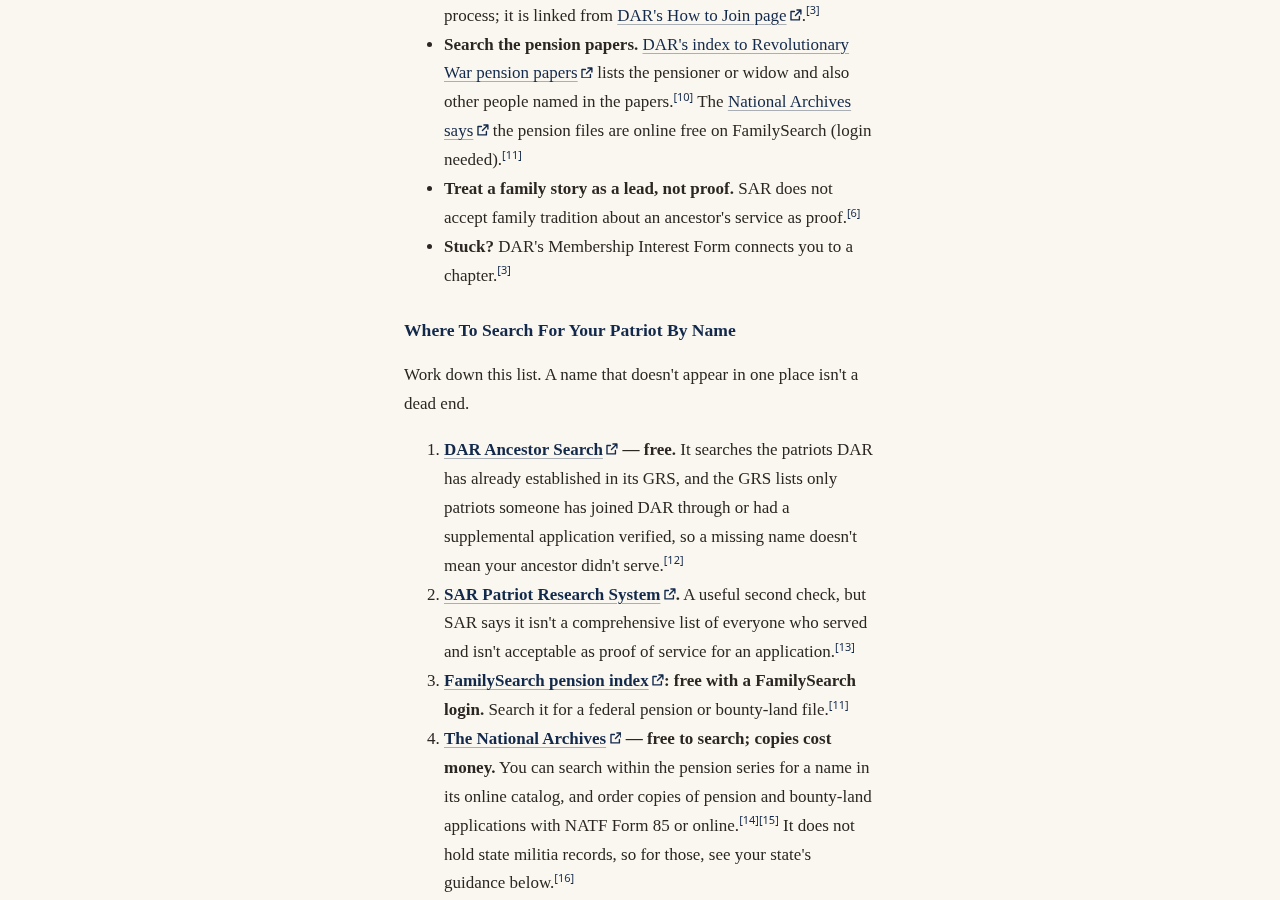 process; it is linked from DAR's How to Join page.[3]
• Search the pension papers. DAR's index to Revolutionary
War pension papers lists the pensioner or widow and also
other people named in the papers.[10] The National Archives
says the pension files are online free on FamilySearch (login
needed).[11]
• Treat a family story as a lead, not proof. SAR does not
accept family tradition about an ancestor's service as proof.[6]
• Stuck? DAR's Membership Interest Form connects you to a
chapter.[3]
Where To Search For Your Patriot By Name
Work down this list. A name that doesn't appear in one place isn't a
dead end.
1. DAR Ancestor Search — free. It searches the patriots DAR
has already established in its GRS, and the GRS lists only
patriots someone has joined DAR through or had a
supplemental application verified, so a missing name doesn't
mean your ancestor didn't serve.[12]
2. SAR Patriot Research System. A useful second check, but
SAR says it isn't a comprehensive list of everyone who served
and isn't acceptable as proof of service for an application.[13]
3. FamilySearch pension index: free with a FamilySearch
login. Search it for a federal pension or bounty-land file.[11]
4. The National Archives — free to search; copies cost
money. You can search within the pension series for a name in
its online catalog, and order copies of pension and bounty-land
applications with NATF Form 85 or online.[14][15] It does not
hold state militia records, so for those, see your state's
guidance below.[16]